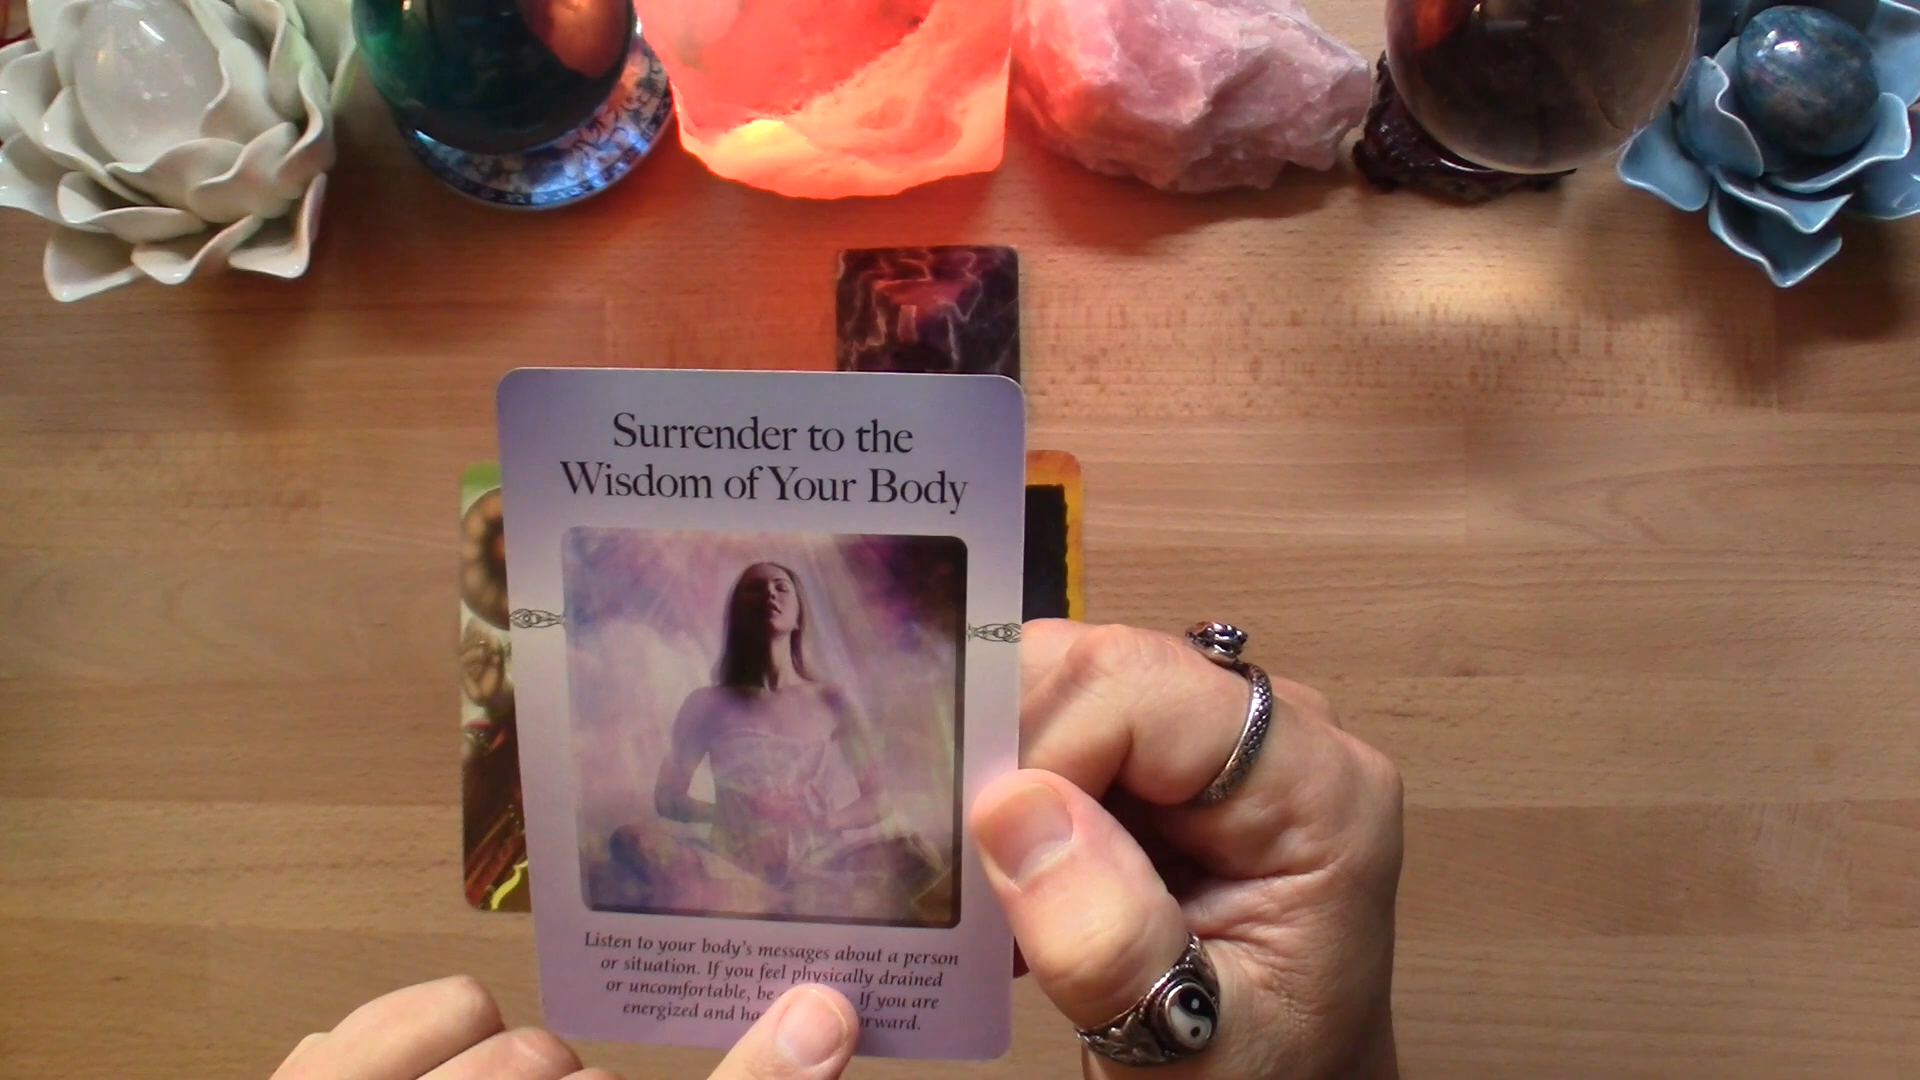 Surrender to the
Wisdom of Your Body
Listen to your body's messages about a person
or situation. If you feel physically drained
or uncomfortable, be If you are
energized and